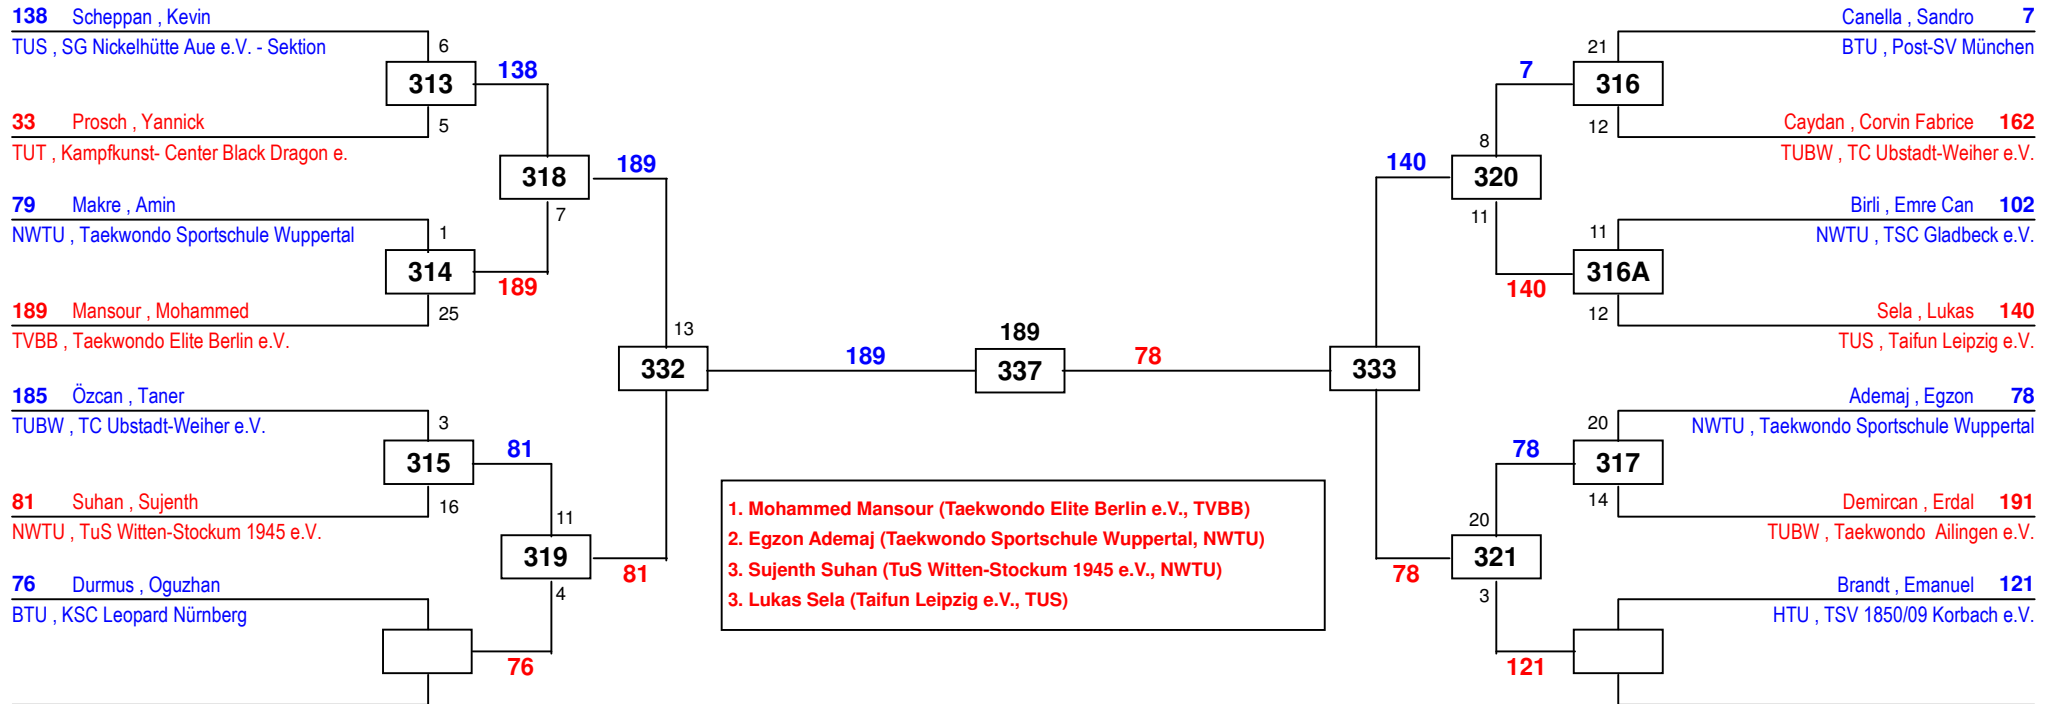 138 Scheppan , Kevin
TUS , SG Nickelhütte Aue e.V. - Sektion
6
313
138
5
33 Prosch , Yannick
TUT , Kampfkunst- Center Black Dragon e.
318
189
7
79 Makre , Amin
NWTU , Taekwondo Sportschule Wuppertal
1
314
189
25
189 Mansour , Mohammed
TVBB , Taekwondo Elite Berlin e.V.
13
332
189
185 Özcan , Taner
TUBW , TC Ubstadt-Weiher e.V.
3
315
81
16
81 Suhan , Sujenth
NWTU , TuS Witten-Stockum 1945 e.V.
11
319
81
4
76 Durmus , Oguzhan
BTU , KSC Leopard Nürnberg
76
189
337
78
1. Mohammed Mansour (Taekwondo Elite Berlin e.V., TVBB)
2. Egzon Ademaj (Taekwondo Sportschule Wuppertal, NWTU)
3. Sujenth Suhan (TuS Witten-Stockum 1945 e.V., NWTU)
3. Lukas Sela (Taifun Leipzig e.V., TUS)
Canella , Sandro 7
BTU , Post-SV München
21
7
316
12
Caydan , Corvin Fabrice 162
TUBW , TC Ubstadt-Weiher e.V.
8
140
320
11
Birli , Emre Can 102
NWTU , TSC Gladbeck e.V.
11
316A
140
12
Sela , Lukas 140
TUS , Taifun Leipzig e.V.
333
Ademaj , Egzon 78
NWTU , Taekwondo Sportschule Wuppertal
20
78
317
14
Demircan , Erdal 191
TUBW , Taekwondo Ailingen e.V.
20
321
78
3
Brandt , Emanuel 121
HTU , TSV 1850/09 Korbach e.V.
121